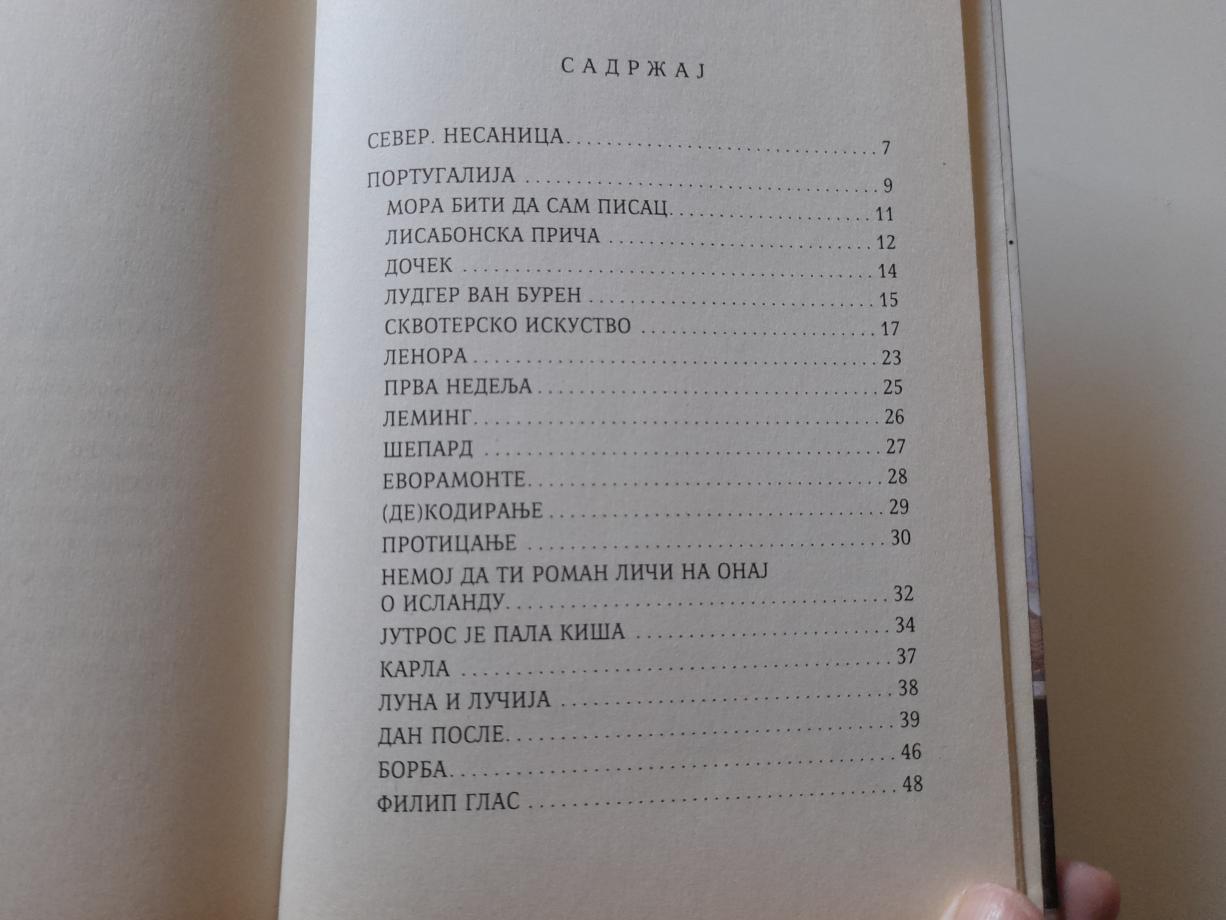 САДРЖАЈ
СЕВЕР. НЕСАНИЦА. . . . . . . . . . . . . . . . . . . . . . . . . . . . . . 7
ПОРТУГАЛИЈА . . . . . . . . . . . . . . . . . . . . . . . . . . . . . . . . . . 9
МОРА БИТИ ДА САМ ПИСАЦ. . . . . . . . . . . . . . . . . . . . 11
ЛИСАБОНСКА ПРИЧА . . . . . . . . . . . . . . . . . . . . . . . . . . 12
ДОЧЕК . . . . . . . . . . . . . . . . . . . . . . . . . . . . . . . . . . . . . . . . 14
ЛУДГЕР ВАН БУРЕН . . . . . . . . . . . . . . . . . . . . . . . . . . . . 15
СКВОТЕРСКО ИСКУСТВО . . . . . . . . . . . . . . . . . . . . . . . 17
ЛЕНОРА . . . . . . . . . . . . . . . . . . . . . . . . . . . . . . . . . . . . . . . 23
ПРВА НЕДЕЉА . . . . . . . . . . . . . . . . . . . . . . . . . . . . . . . . . 25
ЛЕМИНГ. . . . . . . . . . . . . . . . . . . . . . . . . . . . . . . . . . . . . . . 26
ШЕПАРД . . . . . . . . . . . . . . . . . . . . . . . . . . . . . . . . . . . . . . 27
ЕВОРАМОНТЕ. . . . . . . . . . . . . . . . . . . . . . . . . . . . . . . . . . 28
(ДЕ)КОДИРАЊЕ . . . . . . . . . . . . . . . . . . . . . . . . . . . . . . . . 29
ПРОТИЦАЊЕ . . . . . . . . . . . . . . . . . . . . . . . . . . . . . . . . . . 30
НЕМОЈ ДА ТИ РОМАН ЛИЧИ НА ОНАЈ
О ИСЛАНДУ. . . . . . . . . . . . . . . . . . . . . . . . . . . . . . . . . . . . 32
ЈУТРОС ЈЕ ПАЛА КИША . . . . . . . . . . . . . . . . . . . . . . . . 34
КАРЛА . . . . . . . . . . . . . . . . . . . . . . . . . . . . . . . . . . . . . . . . 37
ЛУНА И ЛУЧИЈА . . . . . . . . . . . . . . . . . . . . . . . . . . . . . . . 38
ДАН ПОСЛЕ. . . . . . . . . . . . . . . . . . . . . . . . . . . . . . . . . . . . 39
БОРБА. . . . . . . . . . . . . . . . . . . . . . . . . . . . . . . . . . . . . . . . . 46
ФИЛИП ГЛАС . . . . . . . . . . . . . . . . . . . . . . . . . . . . . . . . . . 48